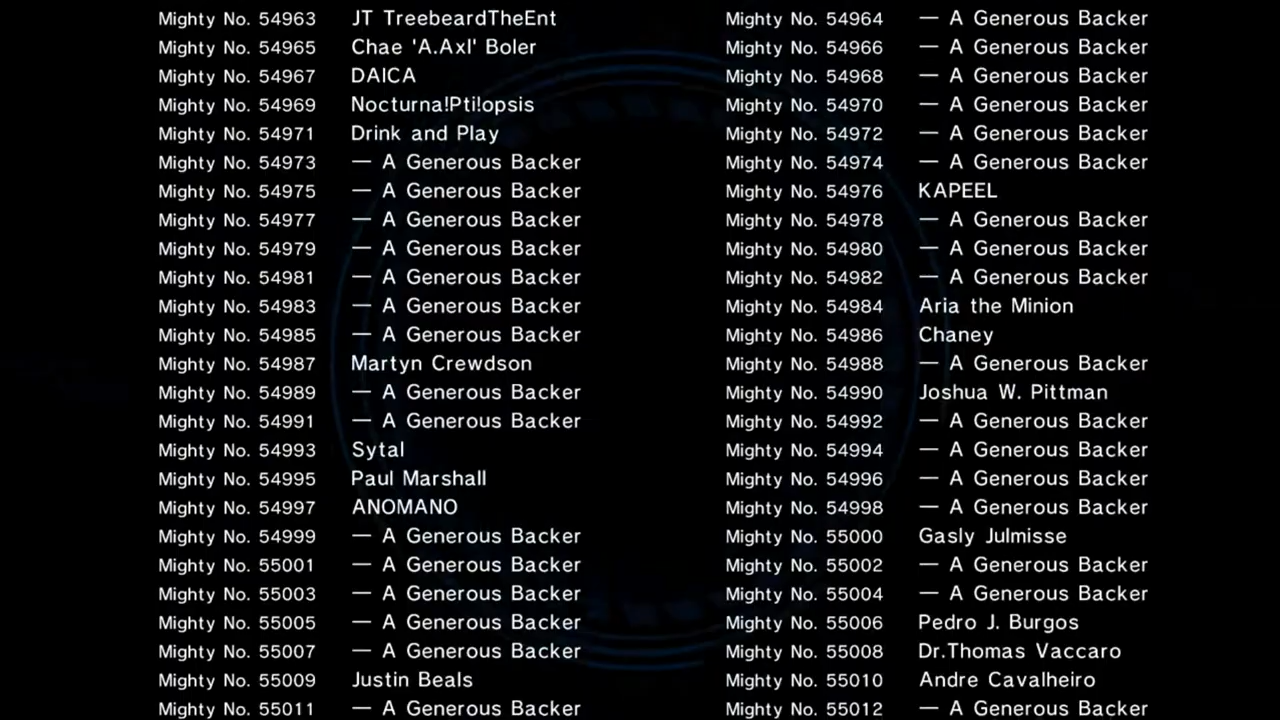 Mighty No. 54963 JT TreebeardTheEnt Mighty No. 54964 — A Generous Backer
Mighty No. 54965 Chae 'A.Axl' Boler Mighty No. 54966 — A Generous Backer
Mighty No. 54967 DAICA Mighty No. 54968 — A Generous Backer
Mighty No. 54969 Nocturna!Pti!opsis Mighty No. 54970 — A Generous Backer
Mighty No. 54971 Drink and Play Mighty No. 54972 — A Generous Backer
Mighty No. 54973 — A Generous Backer Mighty No. 54974 — A Generous Backer
Mighty No. 54975 — A Generous Backer Mighty No. 54976 KAPEEL
Mighty No. 54977 — A Generous Backer Mighty No. 54978 — A Generous Backer
Mighty No. 54979 — A Generous Backer Mighty No. 54980 — A Generous Backer
Mighty No. 54981 — A Generous Backer Mighty No. 54982 — A Generous Backer
Mighty No. 54983 — A Generous Backer Mighty No. 54984 Aria the Minion
Mighty No. 54985 — A Generous Backer Mighty No. 54986 Chaney
Mighty No. 54987 Martyn Crewdson Mighty No. 54988 — A Generous Backer
Mighty No. 54989 — A Generous Backer Mighty No. 54990 Joshua W. Pittman
Mighty No. 54991 — A Generous Backer Mighty No. 54992 — A Generous Backer
Mighty No. 54993 Sytal Mighty No. 54994 — A Generous Backer
Mighty No. 54995 Paul Marshall Mighty No. 54996 — A Generous Backer
Mighty No. 54997 ANOMANO Mighty No. 54998 — A Generous Backer
Mighty No. 54999 — A Generous Backer Mighty No. 55000 Gasly Julmisse
Mighty No. 55001 — A Generous Backer Mighty No. 55002 — A Generous Backer
Mighty No. 55003 — A Generous Backer Mighty No. 55004 — A Generous Backer
Mighty No. 55005 — A Generous Backer Mighty No. 55006 Pedro J. Burgos
Mighty No. 55007 — A Generous Backer Mighty No. 55008 Dr.Thomas Vaccaro
Mighty No. 55009 Justin Beals Mighty No. 55010 Andre Cavalheiro
Mighty No. 55011 — A Generous Backer Mighty No. 55012 — A Generous Backer